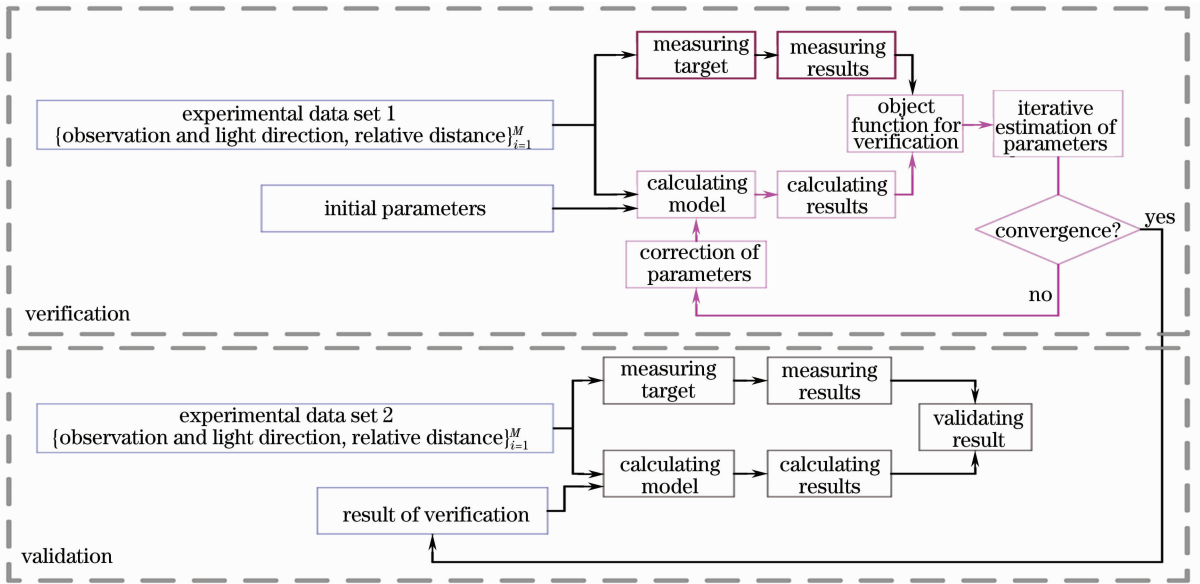 measuring
target
measuring
results
experimental data set 1
{observation and light direction, relative distance}_{i=1}^{M}
object
function for
verification
iterative
estimation of
parameters
initial parameters
calculating
model
calculating
results
convergence?
yes
correction of
parameters
no
verification
measuring
target
measuring
results
experimental data set 2
{observation and light direction, relative distance}_{i=1}^{M}
validating
result
calculating
model
calculating
results
result of verification
validation